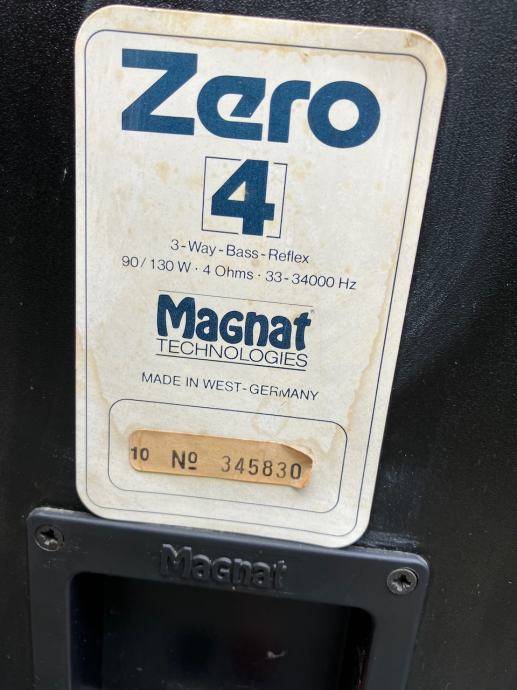 Zero
4
3-Way-Bass-Reflex
90/130 W · 4 Ohms · 33-34000 Hz
Magnat®
TECHNOLOGIES
MADE IN WEST-GERMANY
10 Nº 345830
Magnat